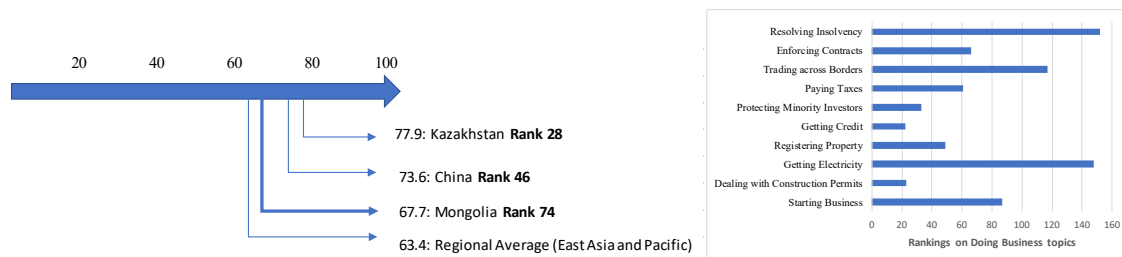 20 40 60 80 100
77.9: Kazakhstan Rank 28
73.6: China Rank 46
67.7: Mongolia Rank 74
63.4: Regional Average (East Asia and Pacific)
Resolving Insolvency
Enforcing Contracts
Trading across Borders
Paying Taxes
Protecting Minority Investors
Getting Credit
Registering Property
Getting Electricity
Dealing with Construction Permits
Starting Business
0 20 40 60 80 100 120 140 160
Rankings on Doing Business topics